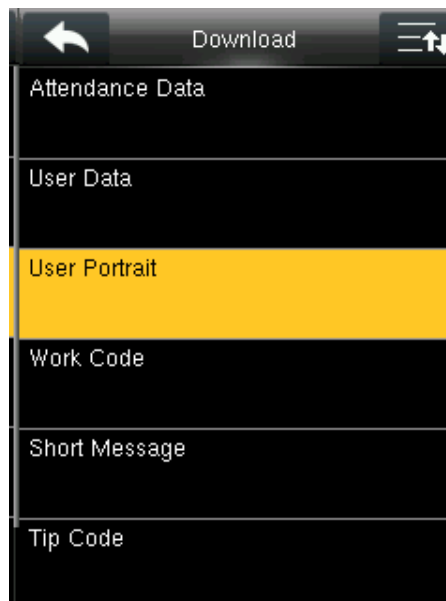 Download
Attendance Data
User Data
User Portrait
Work Code
Short Message
Tip Code